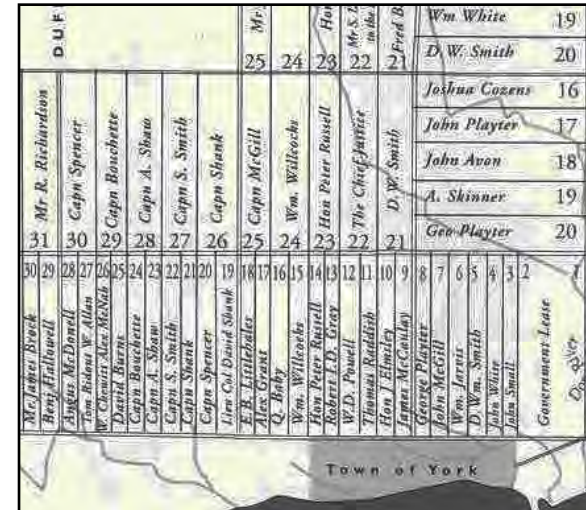 DUF
Mr
25
24
Hon
23
Mr S. L
to the
22
Fred B
21
Wm White 19
D. W. Smith 20
Joshua Cozens 16
John Playter 17
John Avon 18
A. Skinner 19
Geo Playter 20
Mr R. Richardson
31
Capn Spencer
30
Capn Bouchette
29
Capn A. Shaw
28
Capn S. Smith
27
Capn Shank
26
Capn McGill
25
Wm. Willcocks
24
Hon Peter Russell
23
The Chief Justice
22
D.W. Smith
21
30 Mr. James Brock
29 Benj Hallowell
28 Angus McDonell
27 Tom Ridout W. Allan
26 W. Chewitt Alex McNab
25 David Burns
24 Capn Bouchette
23 Capn A. Shaw
22 Capn S. Smith
21 Capn Shank
20 Capn Spencer
19 Lieu Col David Shank
18 E. B. Littlehales
17 Alex Grant
16 Q. Baby
15 Wm. Willcocks
14 Hon Peter Russell
13 Robert I.D. Gray
12 W.D. Powell
11 Thomas Raddish
10 Hon J. Elmsley
9 James McCaulay
8 George Playter
7 John McGill
6 Wm. Jarvis
5 D. Wm. Smith
4 John White
3 John Small
2 Government Lease
Don River
Town of York